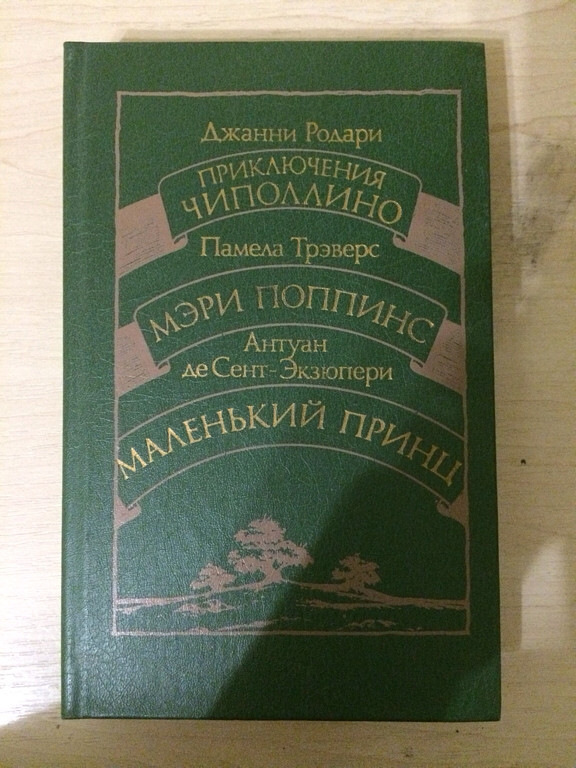 Джанни Родари
ПРИКЛЮЧЕНИЯ
ЧИПОЛЛИНО
Памела Трэверс
МЭРИ ПОППИНС
Антуан
де Сент-Экзюпери
МАЛЕНЬКИЙ ПРИНЦ